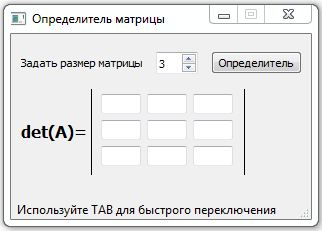 Определитель матрицы
Задать размер матрицы 3 Определитель
det(A)=
Используйте TAB для быстрого переключения